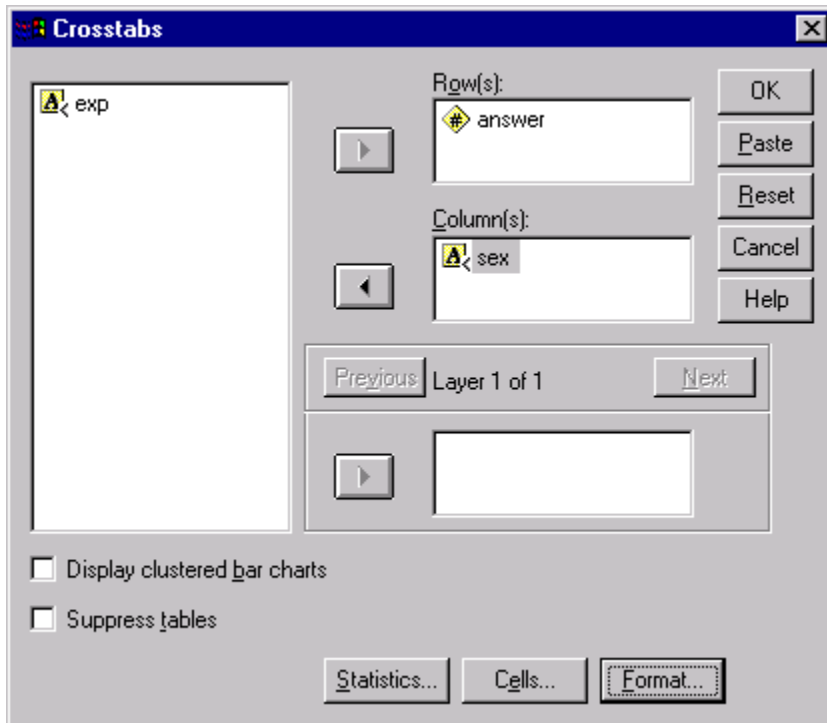 Crosstabs
exp
Row(s):
# answer
Column(s):
A sex
OK
Paste
Reset
Cancel
Help
Previous Layer 1 of 1 Next
Display clustered bar charts
Suppress tables
Statistics... Cells... Format...